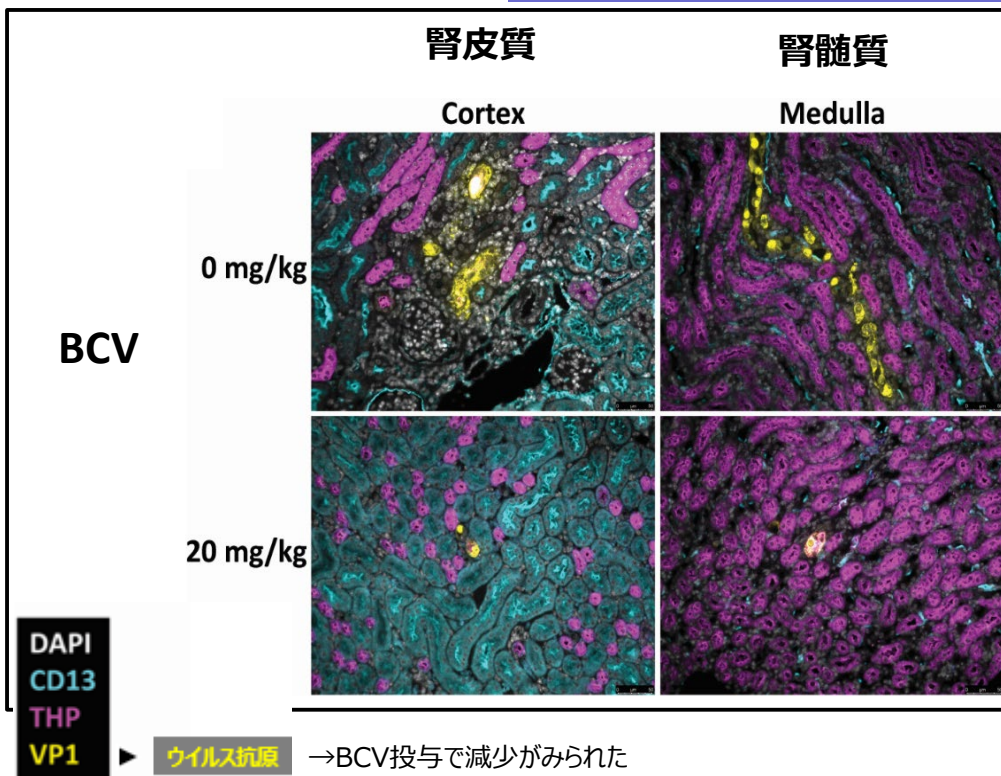 腎皮質
腎髄質
Cortex
Medulla
0 mg/kg
BCV
20 mg/kg
DAPI
CD13
THP
VP1 ▶ ウイルス抗原 →BCV投与で減少がみられた